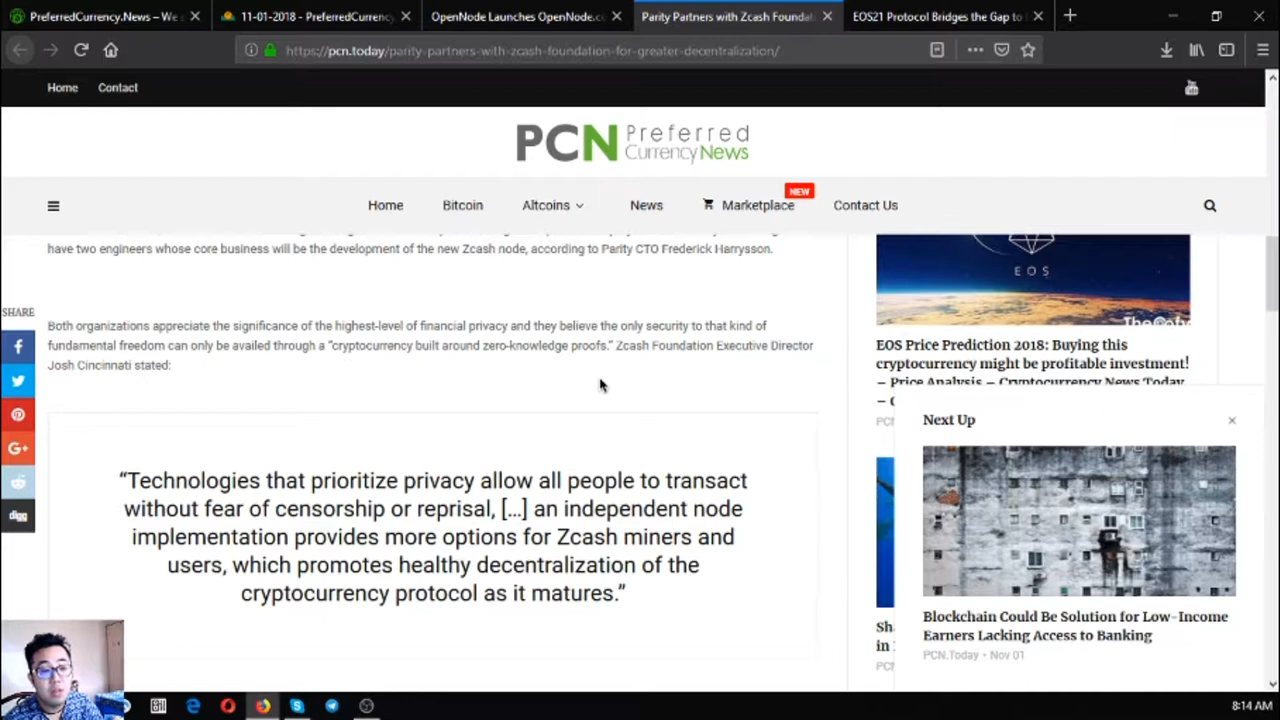 PreferredCurrency.News – We a
11-01-2018 - PreferredCurrency
OpenNode Launches OpenNode.co
Parity Partners with Zcash Foundati
EOS21 Protocol Bridges the Gap to
https://pcn.today/parity-partners-with-zcash-foundation-for-greater-decentralization/
Home Contact
PCN Preferred
CurrencyNews
Home Bitcoin Altcoins News Marketplace NEW Contact Us
have two engineers whose core business will be the development of the new Zcash node, according to Parity CTO Frederick Harrysson.
SHARE
Both organizations appreciate the significance of the highest-level of financial privacy and they believe the only security to that kind of
fundamental freedom can only be availed through a “cryptocurrency built around zero-knowledge proofs.” Zcash Foundation Executive Director
Josh Cincinnati stated:
“Technologies that prioritize privacy allow all people to transact
without fear of censorship or reprisal, [...] an independent node
implementation provides more options for Zcash miners and
users, which promotes healthy decentralization of the
cryptocurrency protocol as it matures.”
digg
EOS
EOS Price Prediction 2018: Buying this
cryptocurrency might be profitable investment!
– Price Analysis – Cryptocurrency News Today
Next Up
Blockchain Could Be Solution for Low-Income
Earners Lacking Access to Banking
PCN.Today • Nov 01
8:14 AM